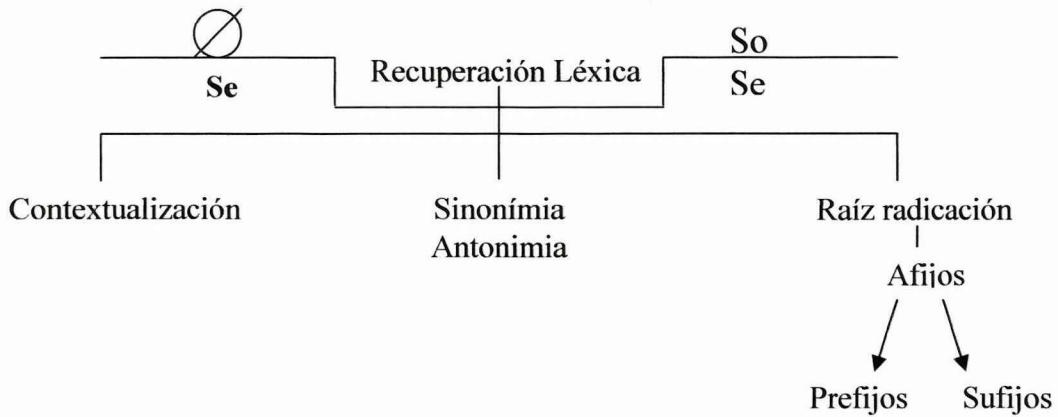 ∅
So
Recuperación Léxica
Se
Se
Contextualización
Sinonímia
Raíz radicación
Antonimia
Afijos
Prefijos
Sufijos